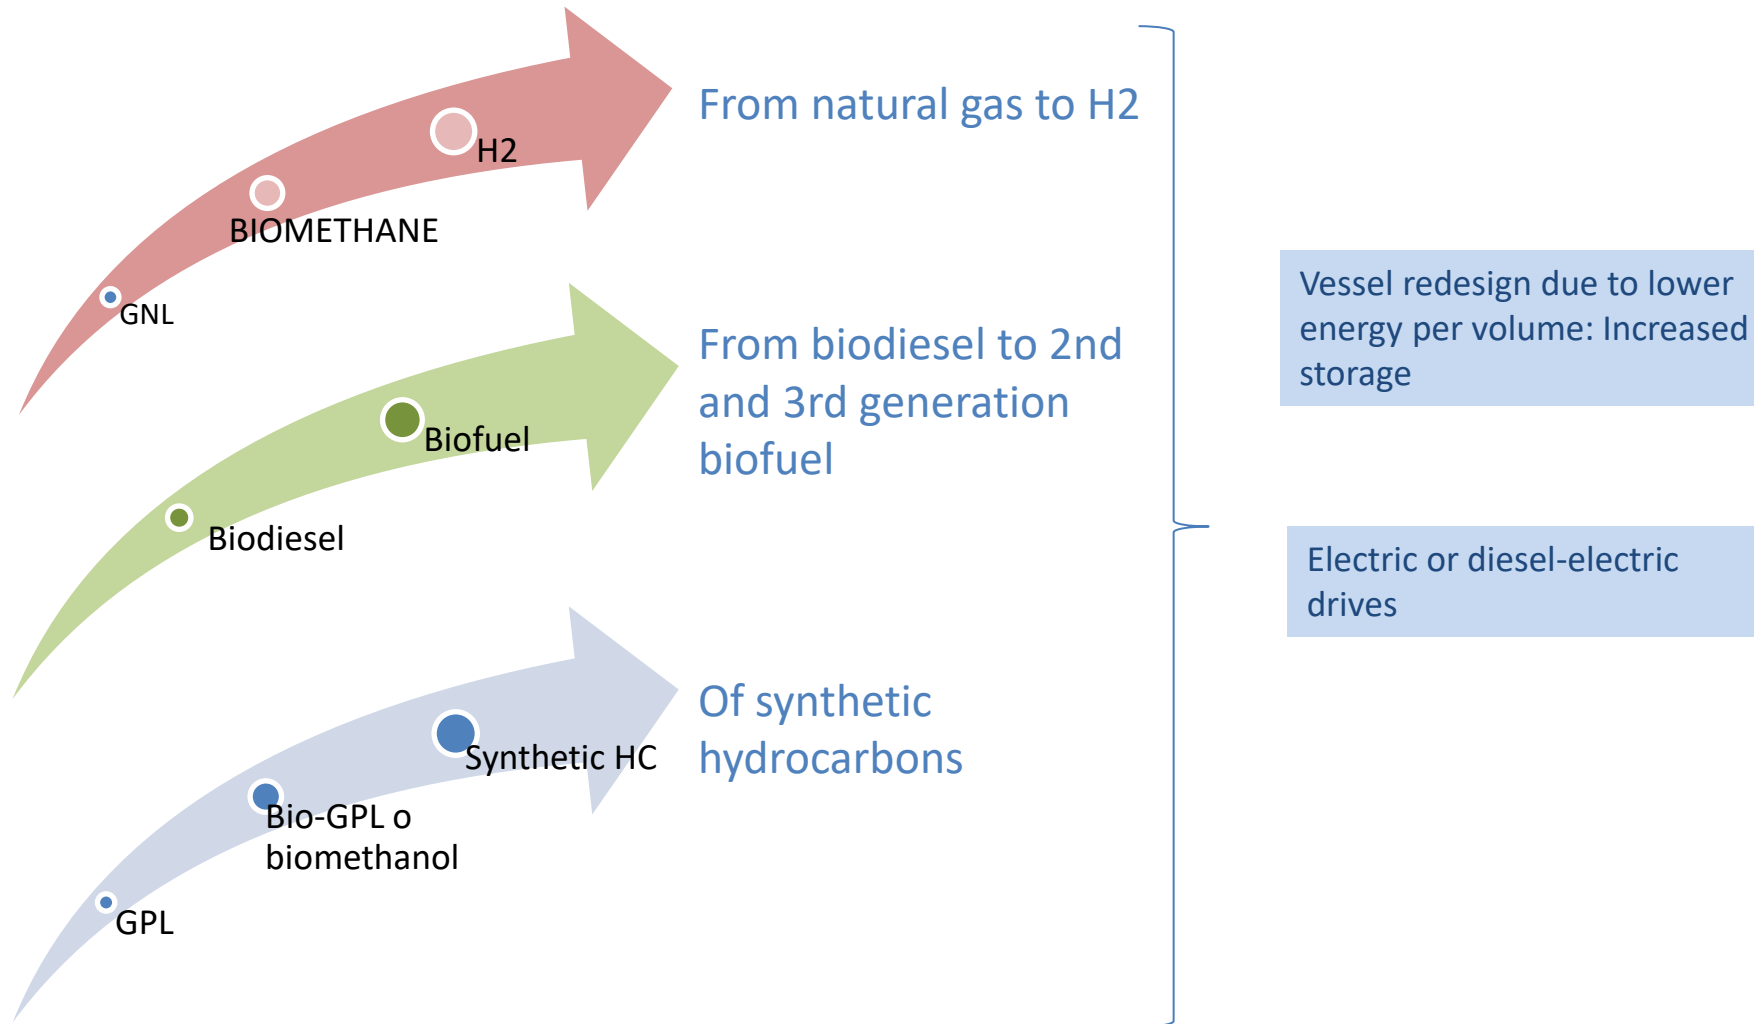 From natural gas to H2
H2
BIOMETHANE
GNL
From biodiesel to 2nd
and 3rd generation
biofuel
Biofuel
Biodiesel
Of synthetic
hydrocarbons
Synthetic HC
Bio-GPL o
biomethanol
GPL
Vessel redesign due to lower
energy per volume: Increased
storage
Electric or diesel-electric
drives